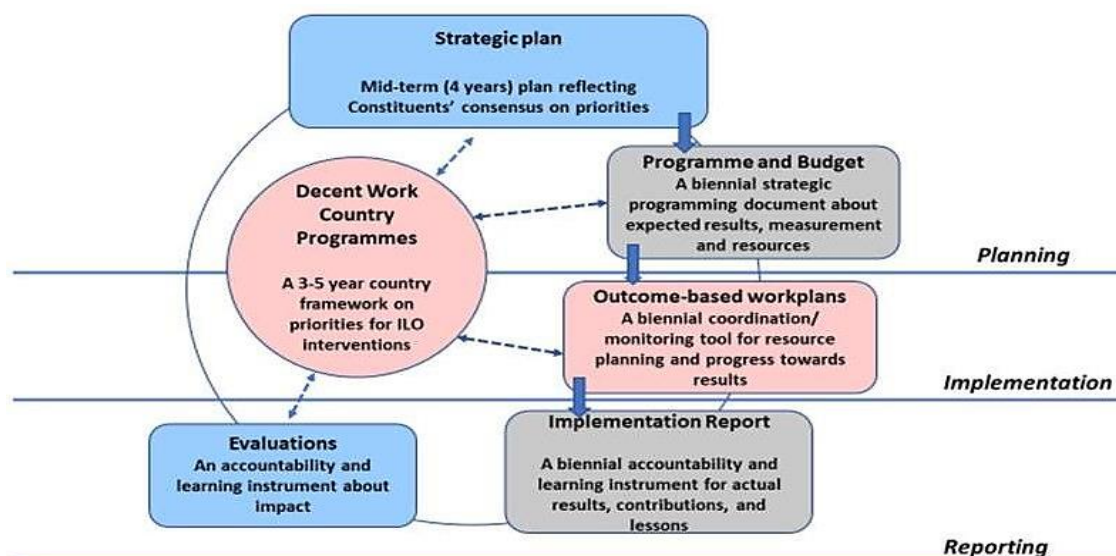 Strategic plan
Mid-term (4 years) plan reflecting
Constituents' consensus on priorities
Decent Work
Country
Programmes
A 3-5 year country
framework on
priorities for ILO
interventions
Programme and Budget
A biennial strategic
programming document about
expected results, measurement
and resources
Planning
Outcome-based workplans
A biennial coordination/
monitoring tool for resource
planning and progress towards
results
Implementation
Evaluations
An accountability and
learning instrument about
impact
Implementation Report
A biennial accountability and
learning instrument for actual
results, contributions, and
lessons
Reporting